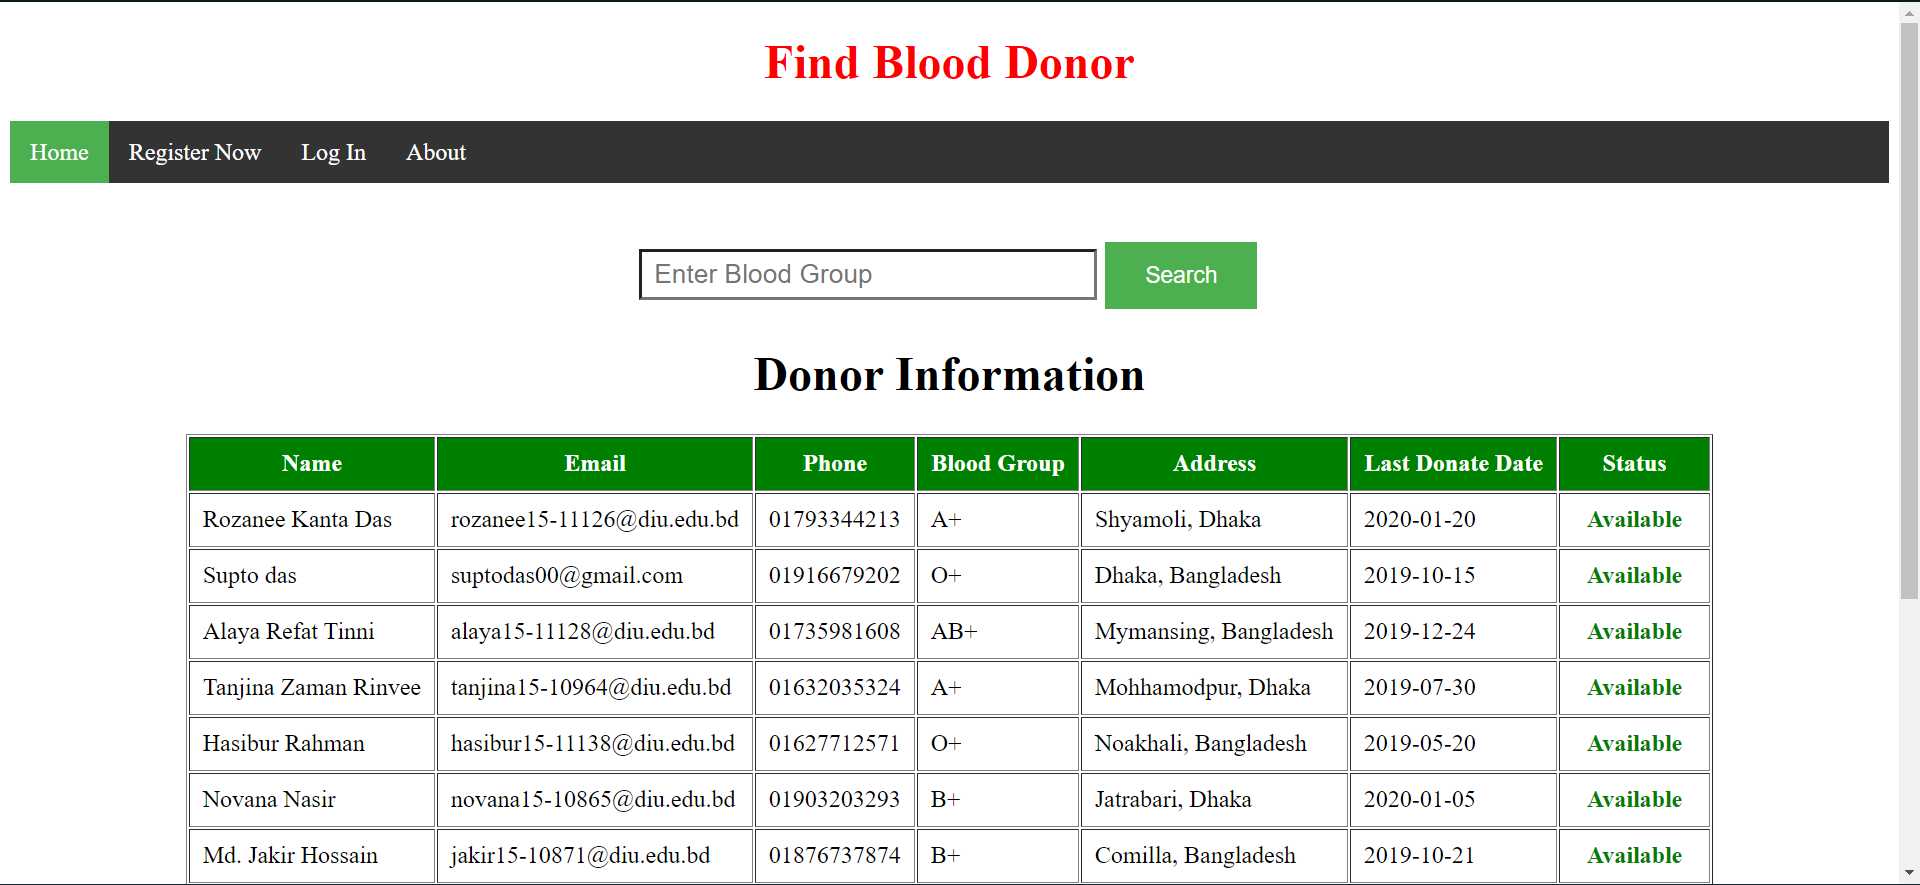 Find Blood Donor
Home Register Now Log In About
Enter Blood Group Search
Donor Information
Name Email Phone Blood Group Address Last Donate Date Status
Rozanee Kanta Das rozanee15-11126@diu.edu.bd 01793344213 A+ Shyamoli, Dhaka 2020-01-20 Available
Supto das suptodas00@gmail.com 01916679202 O+ Dhaka, Bangladesh 2019-10-15 Available
Alaya Refat Tinni alaya15-11128@diu.edu.bd 01735981608 AB+ Mymansing, Bangladesh 2019-12-24 Available
Tanjina Zaman Rinvee tanjina15-10964@diu.edu.bd 01632035324 A+ Mohhamodpur, Dhaka 2019-07-30 Available
Hasibur Rahman hasibur15-11138@diu.edu.bd 01627712571 O+ Noakhali, Bangladesh 2019-05-20 Available
Novana Nasir novana15-10865@diu.edu.bd 01903203293 B+ Jatrabari, Dhaka 2020-01-05 Available
Md. Jakir Hossain jakir15-10871@diu.edu.bd 01876737874 B+ Comilla, Bangladesh 2019-10-21 Available